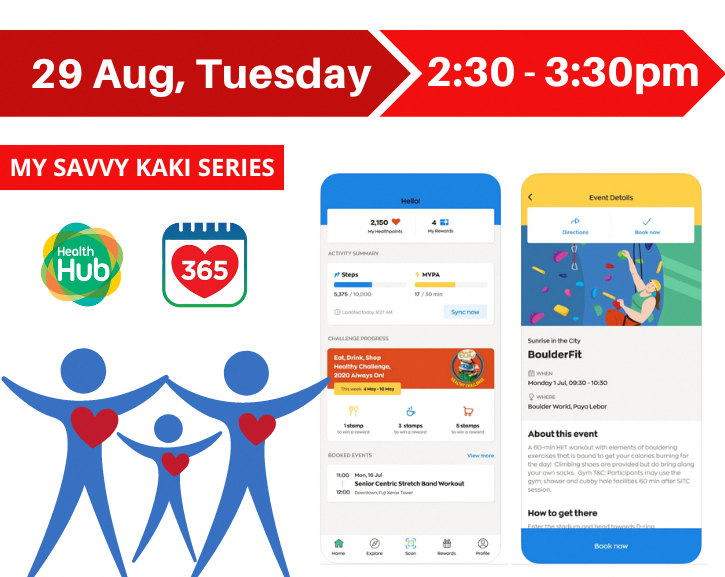 29 Aug, Tuesday
2:30 - 3:30pm
MY SAVVY KAKI SERIES
Health
Hub
365
Hello!
2,150
My Healthpoints
4
My Rewards
ACTIVITY SUMMARY
Steps
5,375 / 10,000
MVPA
17 / 30 min
Updated today, 9:07 AM
Sync now
CHALLENGE PROGRESS
Eat, Drink, Shop
Healthy Challenge,
2020 Always On!
This week: 4 May - 10 May
HEALTHY CHALLENGE
1 stamp
to win a reward
3 stamps
to win a reward
5 stamps
to win a reward
BOOKED EVENTS
View more
11:00
12:00
Mon, 16 Jul
Senior Centric Stretch Band Workout
Downtown, Fuji Xerox Tower
Home
Explore
Scan
Rewards
Profile
Event Details
Directions
Book now
Sunrise in the City
BoulderFit
WHEN
Monday 1 Jul, 09:30 - 10:30
WHERE
Boulder World, Paya Lebar
About this event
A 60-min HIIT workout with elements of bouldering
exercises that is bound to get your calories burning for
the day! Climbing shoes are provided but do bring along
your own socks. Gym T&C: Participants may use the
gym; shower and cubby hole facilities 60 min after SITC
session.
How to get there
Enter the stadium and head towards D-ring
Book now